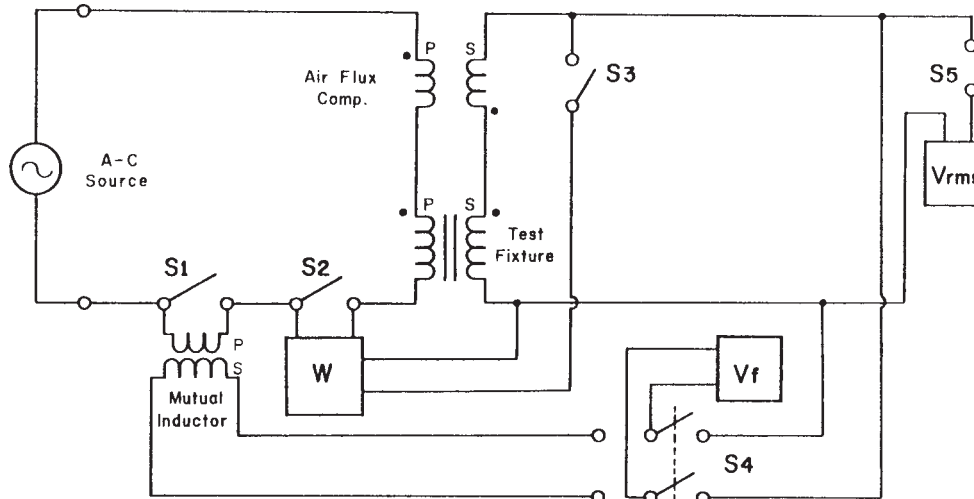 P
S
Air Flux
Comp.
S3
S5
A-C
Source
Vrms
P
S
Test
Fixture
S1
S2
P
S
W
Vf
Mutual
Inductor
S4